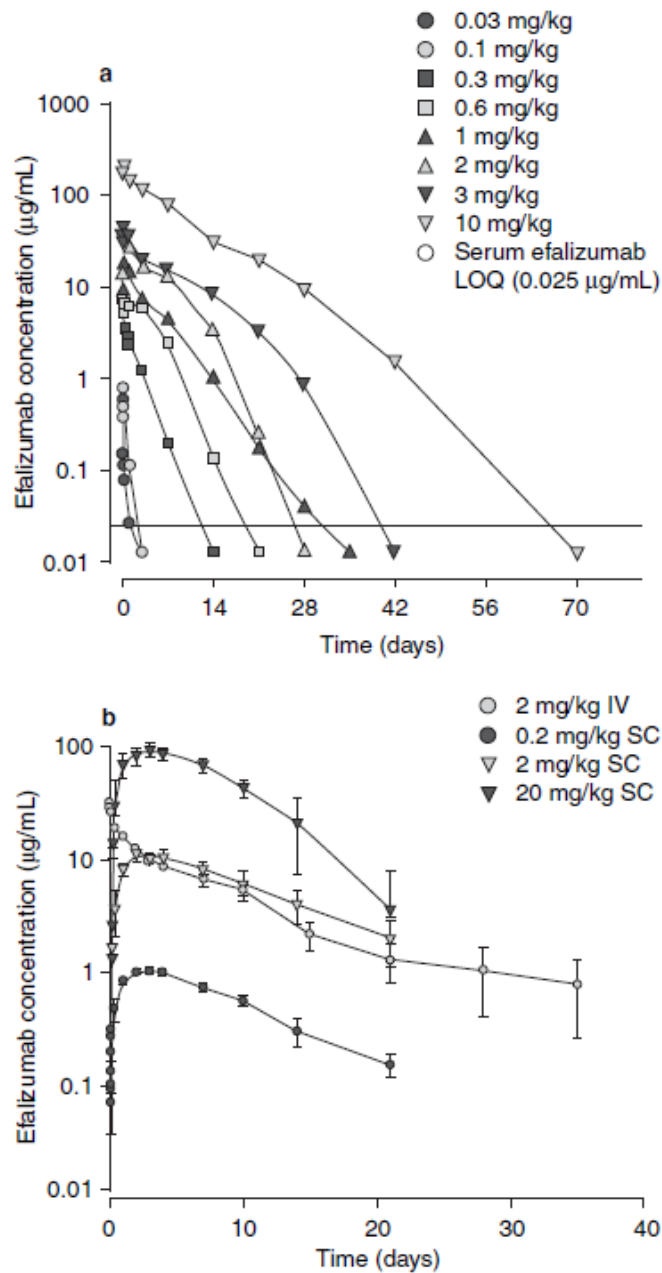 0.03 mg/kg
0.1 mg/kg
0.3 mg/kg
0.6 mg/kg
1 mg/kg
2 mg/kg
3 mg/kg
10 mg/kg
Serum efalizumab
LOQ (0.025 μg/mL)
a
1000
100
10
1
0.1
0.01
Efalizumab concentration (μg/mL)
0 14 28 42 56 70
Time (days)
2 mg/kg IV
0.2 mg/kg SC
2 mg/kg SC
20 mg/kg SC
b
100
10
1
0.1
0.01
Efalizumab concentration (μg/mL)
0 10 20 30 40
Time (days)